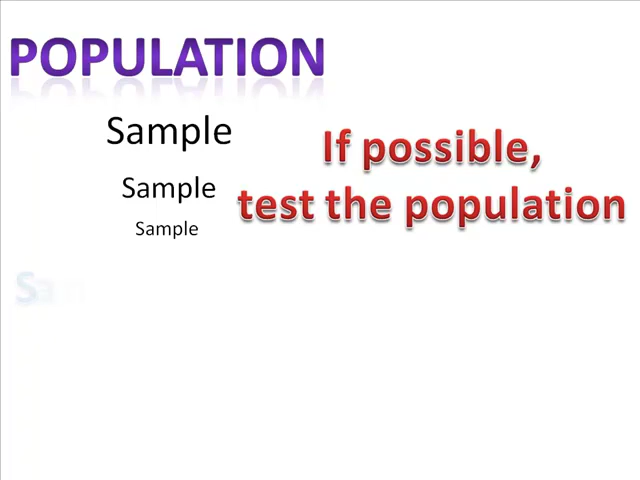 POPULATION
Sample
If possible,
Sample
test the population
Sample